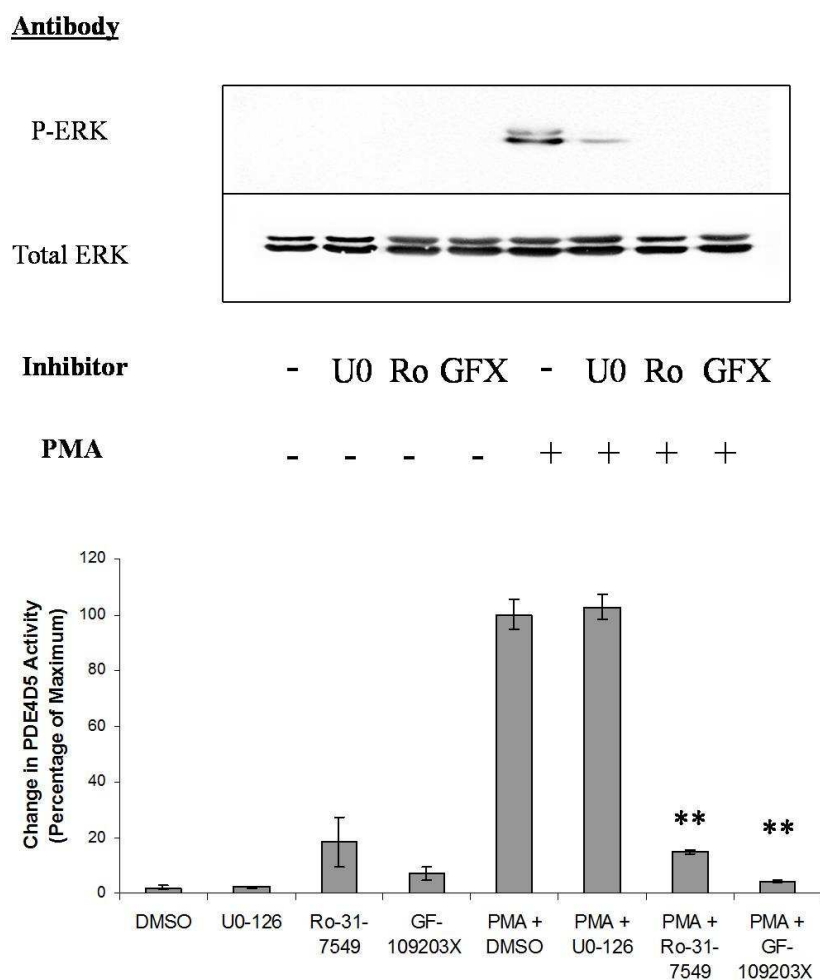 Antibody
P-ERK
Total ERK
Inhibitor - U0 Ro GFX - U0 Ro GFX
PMA - - - - + + + +
120
100
80
60
40
20
0
Change in PDE4D5 Activity
(Percentage of Maximum)
**
**
DMSO
U0-126
Ro-31-
7549
GF-
109203X
PMA +
DMSO
PMA +
U0-126
PMA +
Ro-31-
7549
PMA +
GF-
109203X